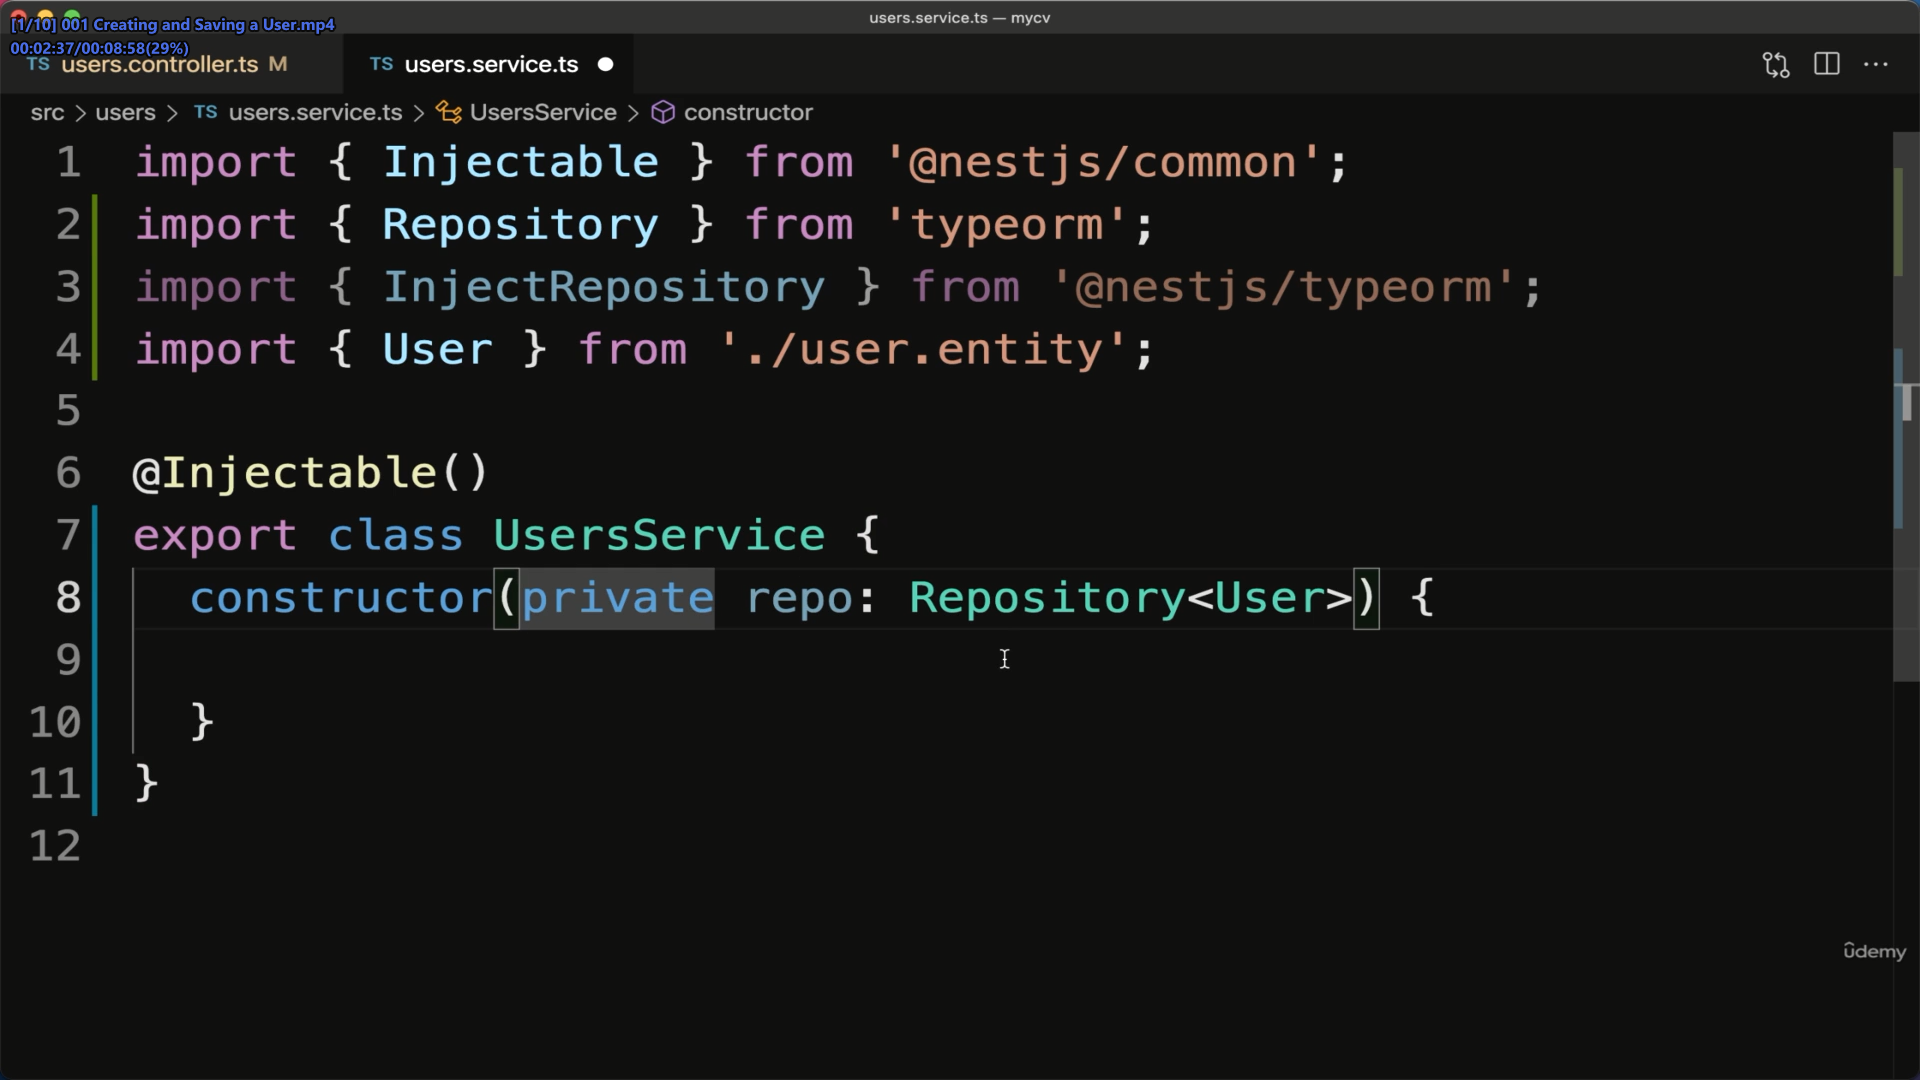 users.service.ts — mycv
[1/10] 001 Creating and Saving a User.mp4
00:02:37/00:08:58(29%)
TS users.controller.ts M
TS users.service.ts
src > users > TS users.service.ts > UsersService > constructor
1 import { Injectable } from '@nestjs/common';
2 import { Repository } from 'typeorm';
3 import { InjectRepository } from '@nestjs/typeorm';
4 import { User } from './user.entity';
5
6 @Injectable()
7 export class UsersService {
8 constructor(private repo: Repository<User>) {
9
10 }
11 }
12
ûdemy